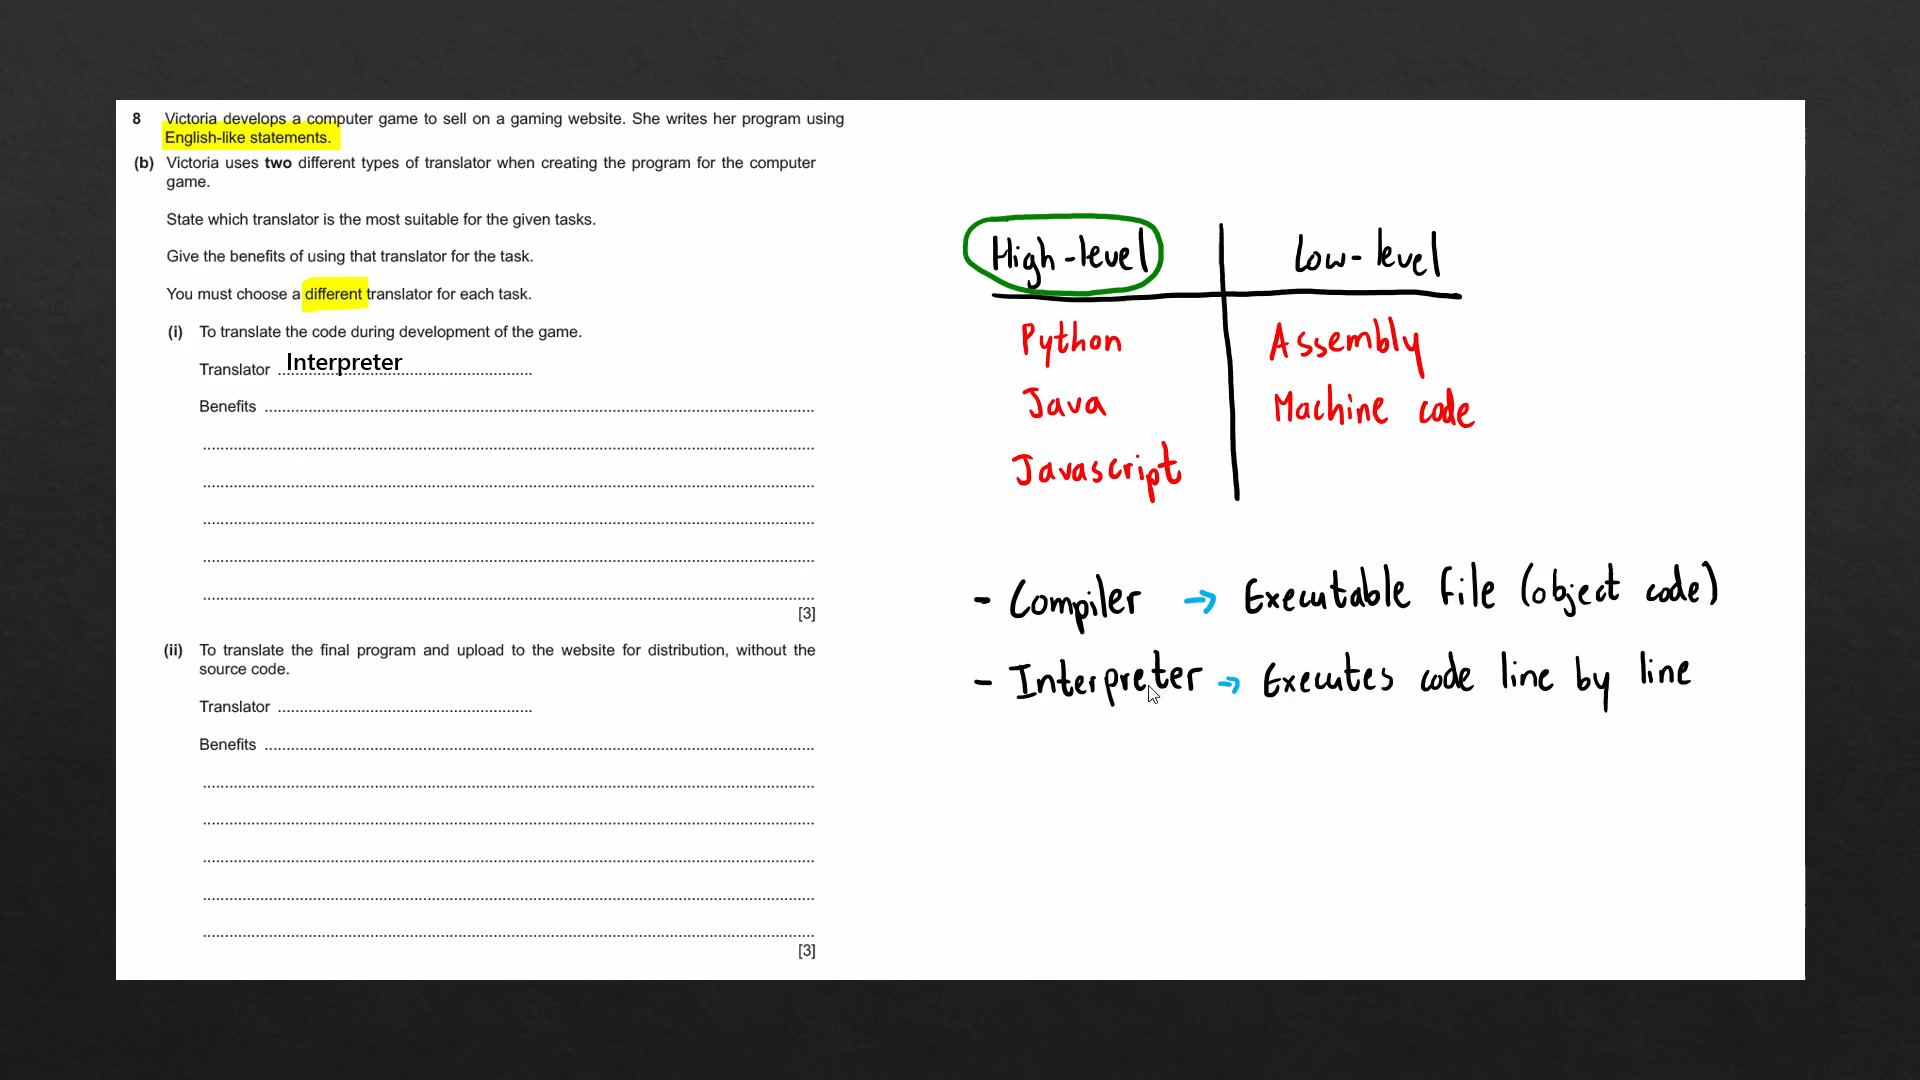 8 Victoria develops a computer game to sell on a gaming website. She writes her program using
English-like statements.
(b) Victoria uses two different types of translator when creating the program for the computer
game.
State which translator is the most suitable for the given tasks.
Give the benefits of using that translator for the task.
You must choose a different translator for each task.
(i) To translate the code during development of the game.
Translator Interpreter
Benefits
[3]
(ii) To translate the final program and upload to the website for distribution, without the
source code.
Translator
Benefits
[3]
High-level Low-level
Python Assembly
Java Machine code
Javascript
- Compiler → Executable file (object code)
- Interpreter → Executes code line by line